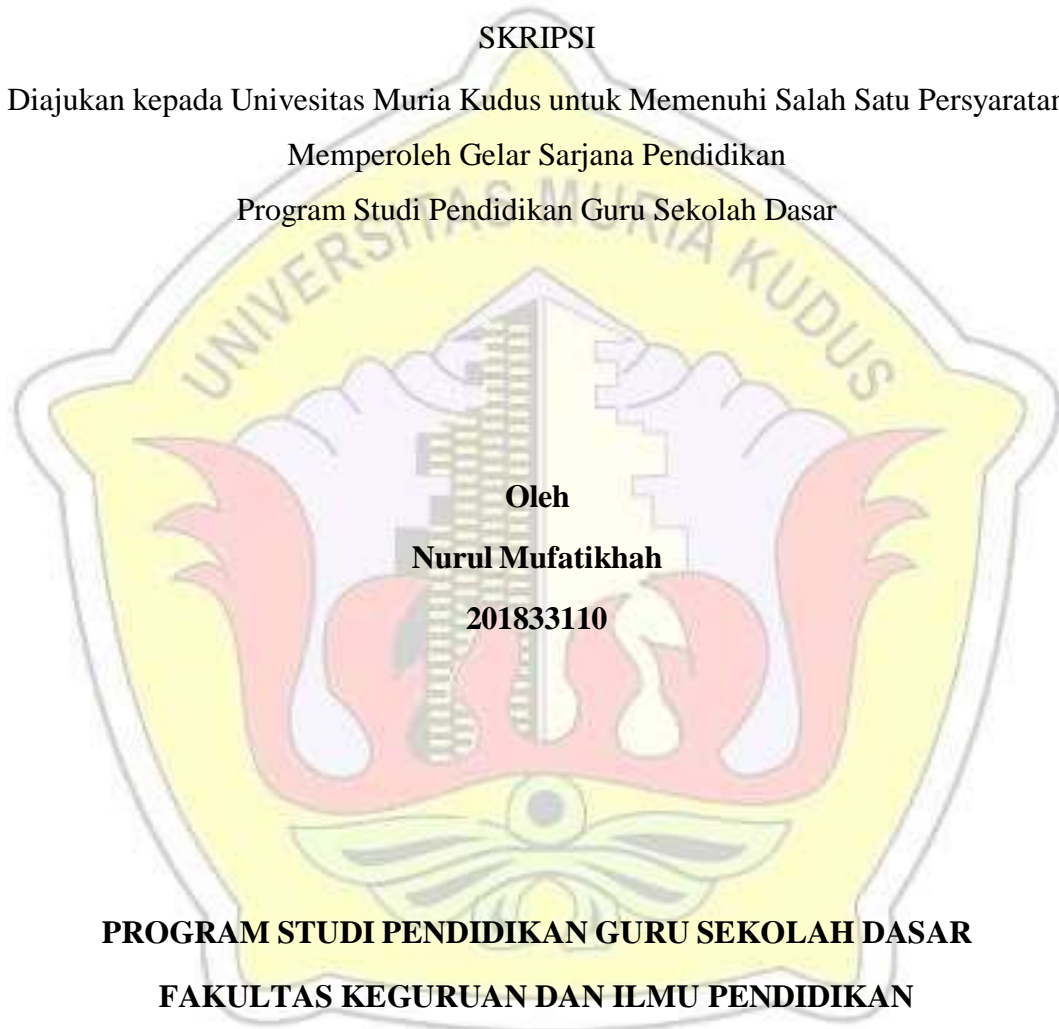 SKRIPSI
Diajukan kepada Univesitas Muria Kudus untuk Memenuhi Salah Satu Persyaratan
Memperoleh Gelar Sarjana Pendidikan
Program Studi Pendidikan Guru Sekolah Dasar
UNIVERSITAS MURIA KUDUS
Oleh
Nurul Mufatikhah
201833110
PROGRAM STUDI PENDIDIKAN GURU SEKOLAH DASAR
FAKULTAS KEGURUAN DAN ILMU PENDIDIKAN